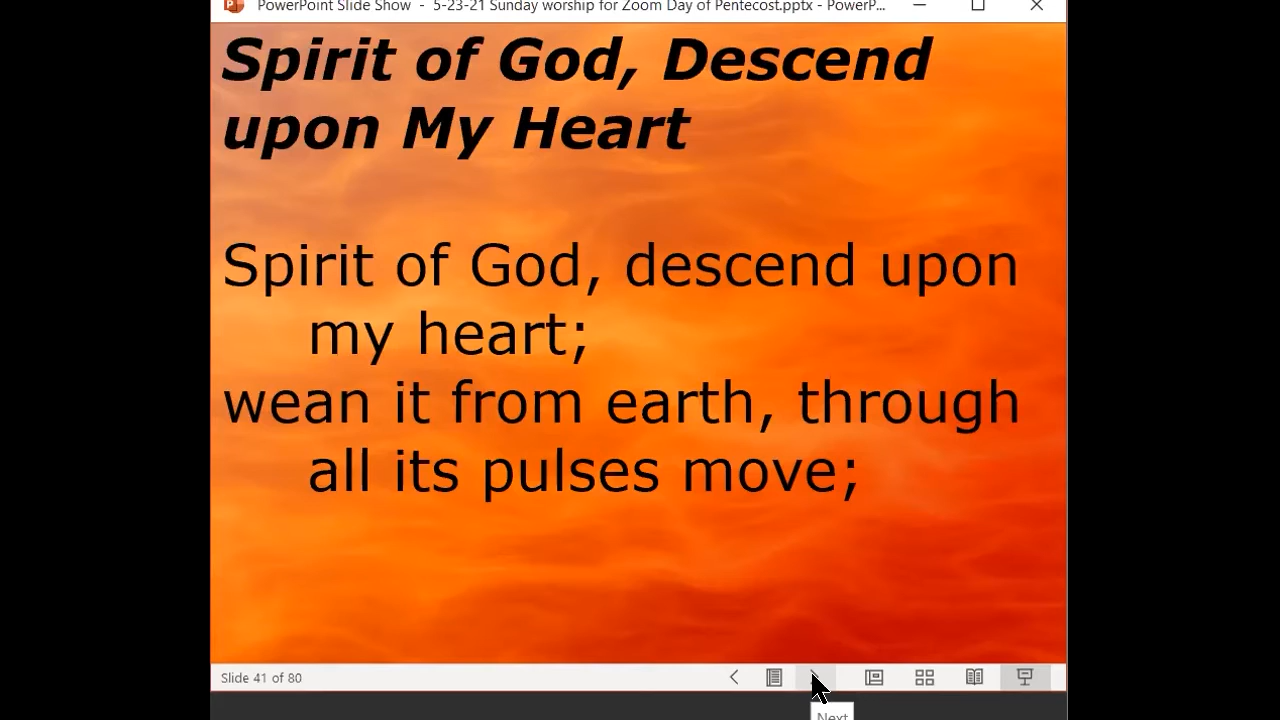 PowerPoint Slide Show - 5-23-21 Sunday worship for Zoom Day of Pentecost.pptx - PowerP...
Spirit of God, Descend
upon My Heart
Spirit of God, descend upon
my heart;
wean it from earth, through
all its pulses move;
Slide 41 of 80
Next